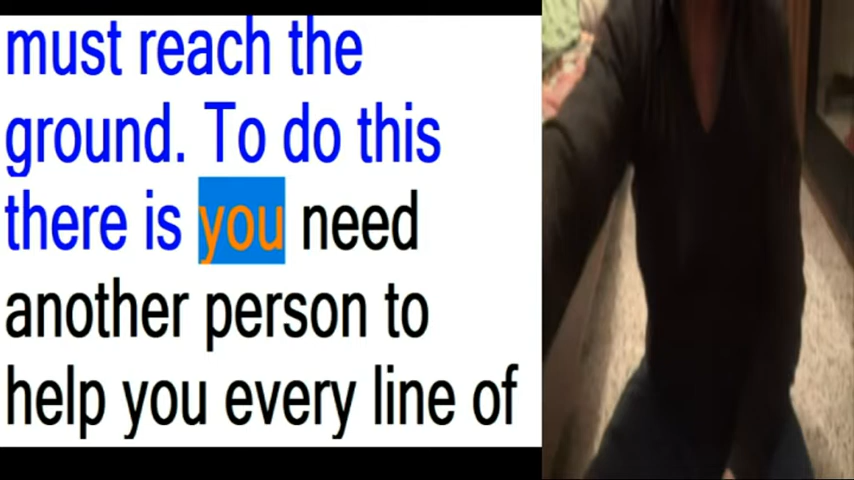 must reach the
ground. To do this
there is you need
another person to
help you every line of